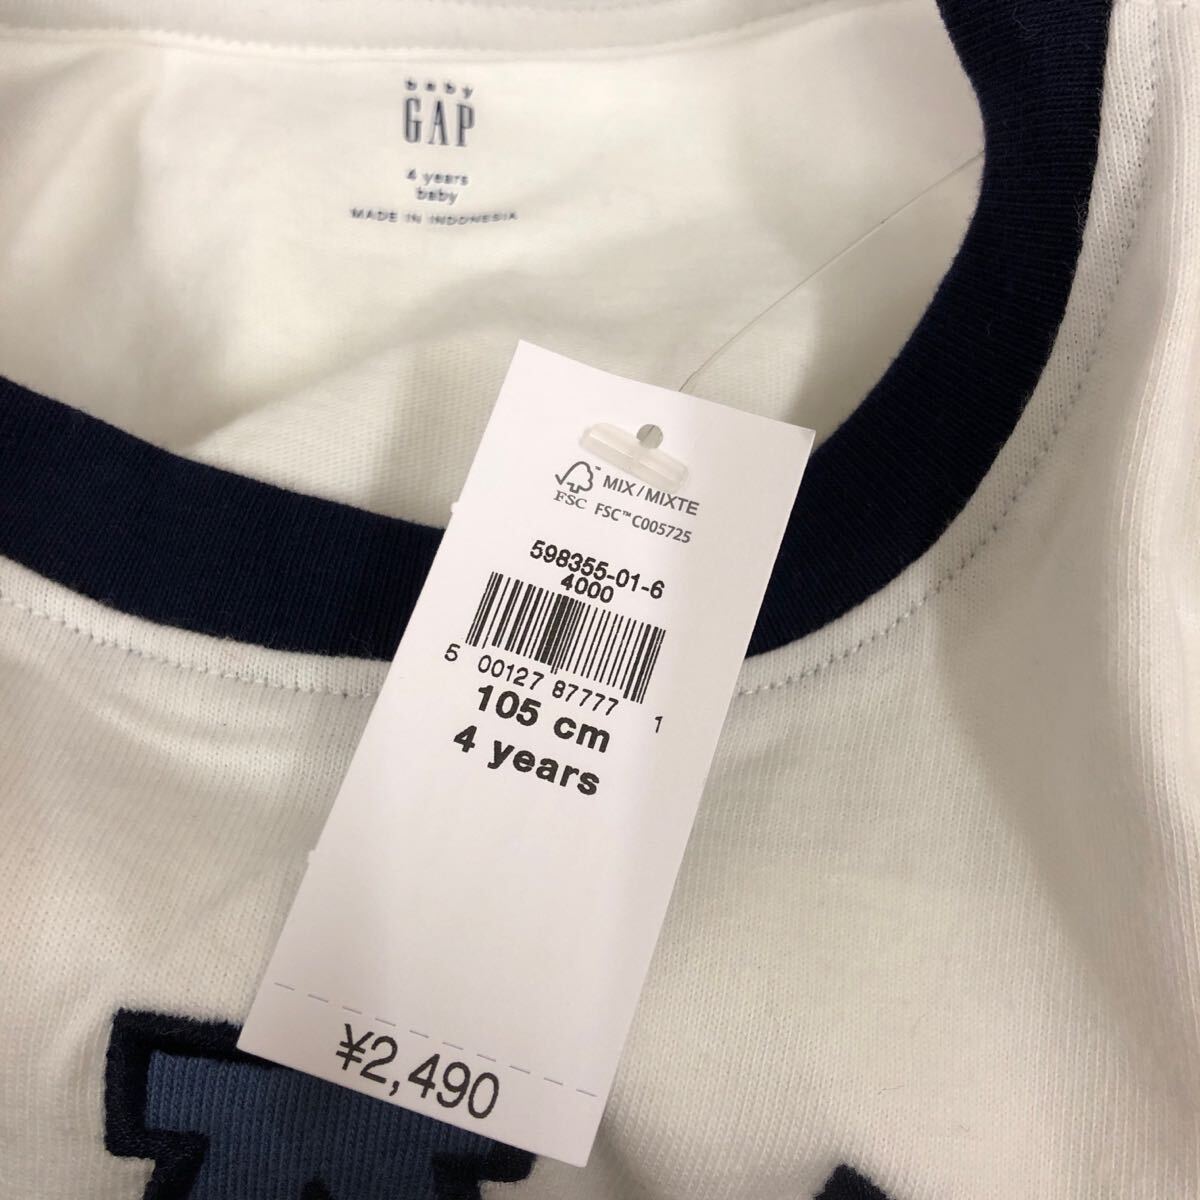 baby
GAP
4 years
baby
MADE IN INDONESIA
MIX/MIXTE
FSC FSC™ C005725
598355-01-6
4000
5 00127 87777 1
105 cm
4 years
¥2,490